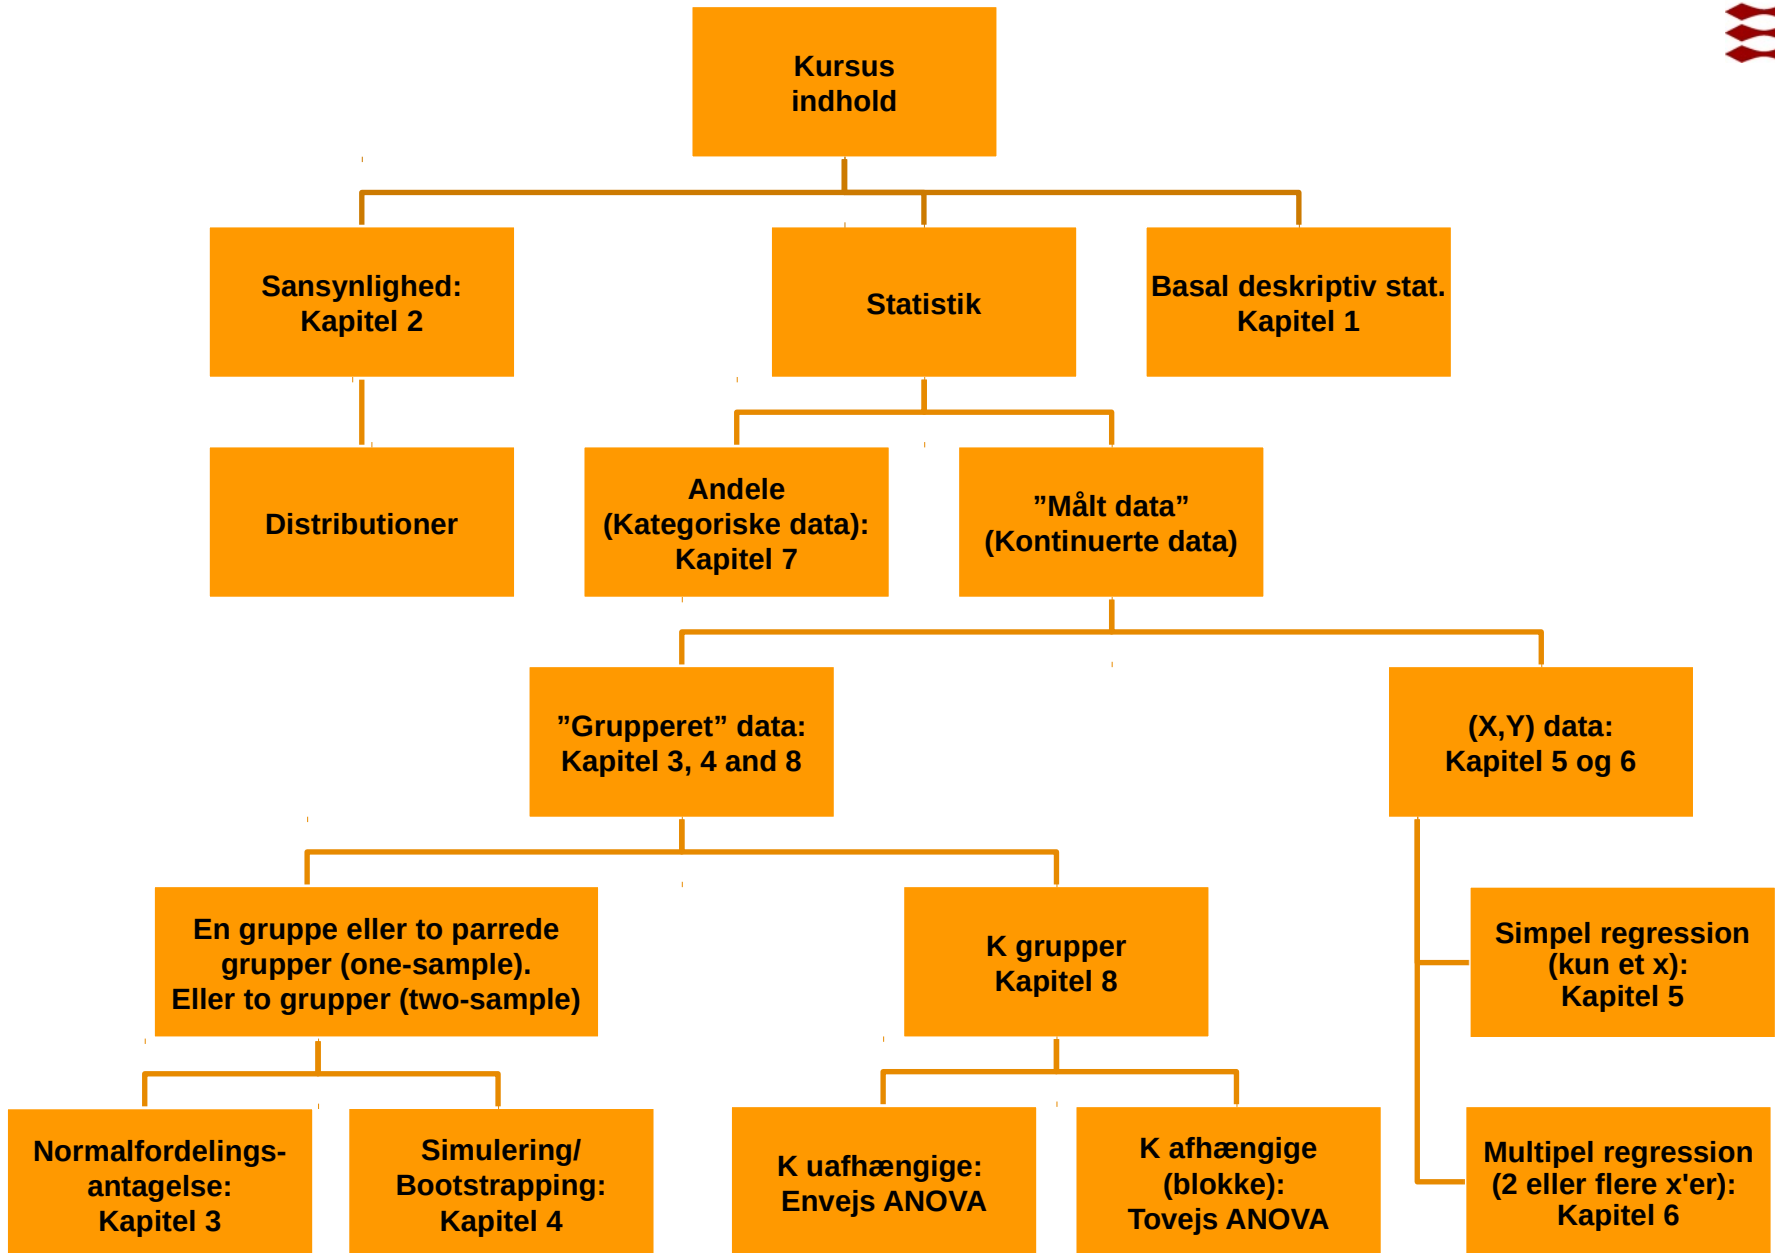 Kursus
indhold
Sansynlighed:
Kapitel 2
Statistik
Basal deskriptiv stat.
Kapitel 1
Distributioner
Andele
(Kategoriske data):
Kapitel 7
”Målt data”
(Kontinuerte data)
”Grupperet” data:
Kapitel 3, 4 and 8
(X,Y) data:
Kapitel 5 og 6
En gruppe eller to parrede
grupper (one-sample).
Eller to grupper (two-sample)
K grupper
Kapitel 8
Simpel regression
(kun et x):
Kapitel 5
Normalfordelings-
antagelse:
Kapitel 3
Simulering/
Bootstrapping:
Kapitel 4
K uafhængige:
Envejs ANOVA
K afhængige
(blokke):
Tovejs ANOVA
Multipel regression
(2 eller flere x'er):
Kapitel 6